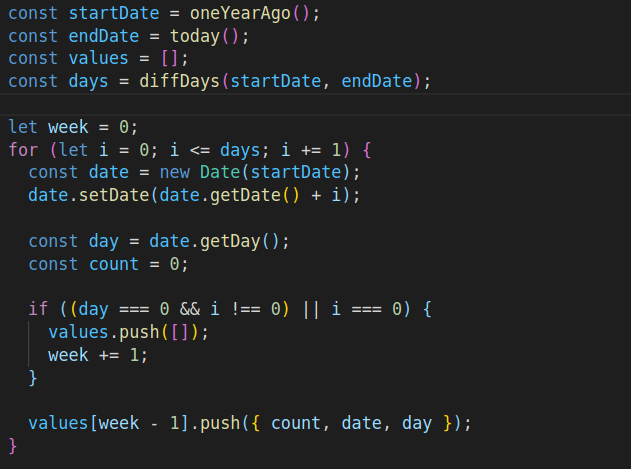 const startDate = oneYearAgo();
const endDate = today();
const values = [];
const days = diffDays(startDate, endDate);
let week = 0;
for (let i = 0; i <= days; i += 1) {
const date = new Date(startDate);
date.setDate(date.getDate() + i);
const day = date.getDay();
const count = 0;
if ((day === 0 && i !== 0) || i === 0) {
values.push([]);
week += 1;
}
values[week - 1].push({ count, date, day });
}